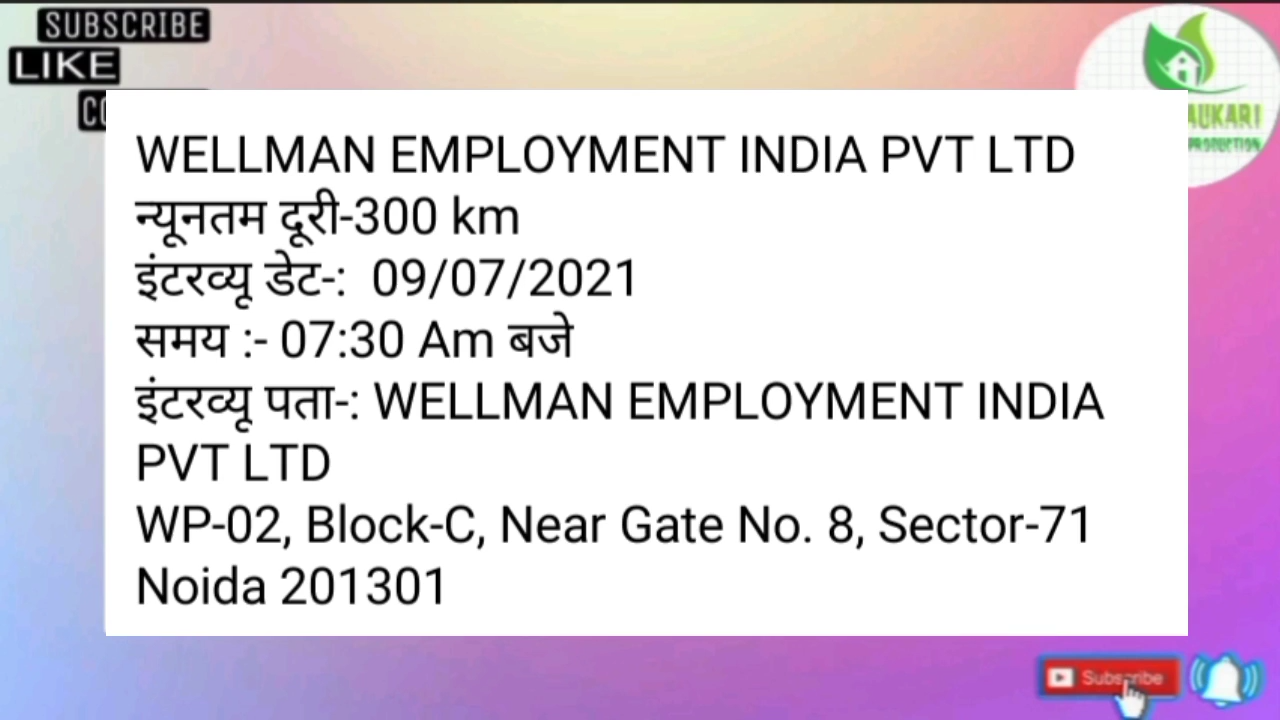 SUBSCRIBE
LIKE
WELLMAN EMPLOYMENT INDIA PVT LTD
न्यूनतम दूरी-300 km
इंटरव्यू डेट-: 09/07/2021
समय :- 07:30 Am बजे
इंटरव्यू पता-: WELLMAN EMPLOYMENT INDIA
PVT LTD
WP-02, Block-C, Near Gate No. 8, Sector-71
Noida 201301
Subscribe